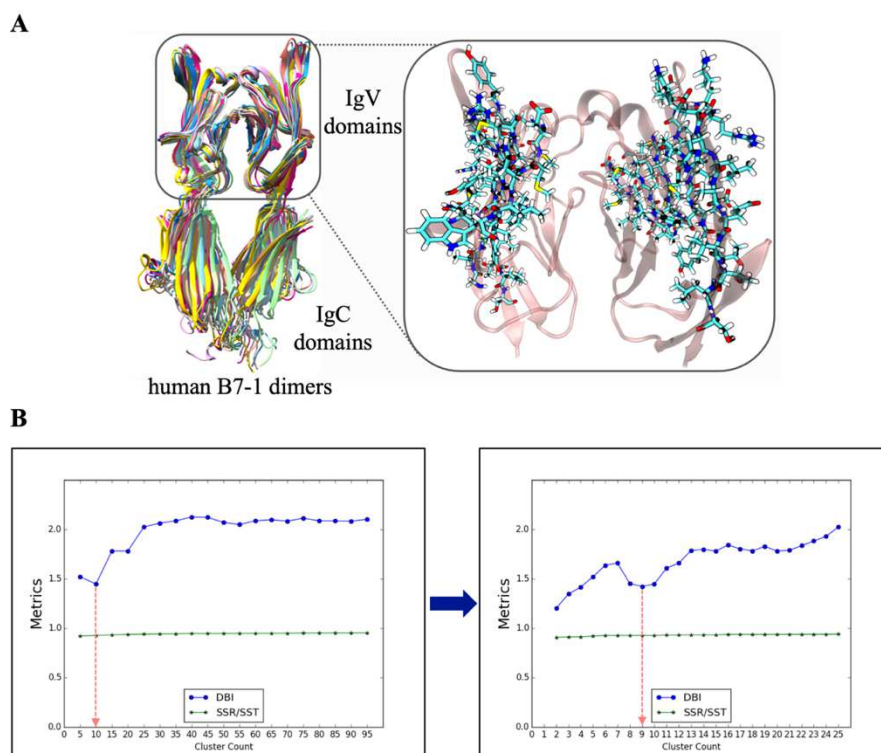 A
IgV
domains
IgC
domains
human B7-1 dimers
B
Metrics
2.0
1.5
1.0
0.5
0.0
0 5 10 15 20 25 30 35 40 45 50 55 60 65 70 75 80 85 90 95
Cluster Count
DBI
SSR/SST
Metrics
2.0
1.5
1.0
0.5
0.0
0 1 2 3 4 5 6 7 8 9 10 11 12 13 14 15 16 17 18 19 20 21 22 23 24 25
Cluster Count
DBI
SSR/SST